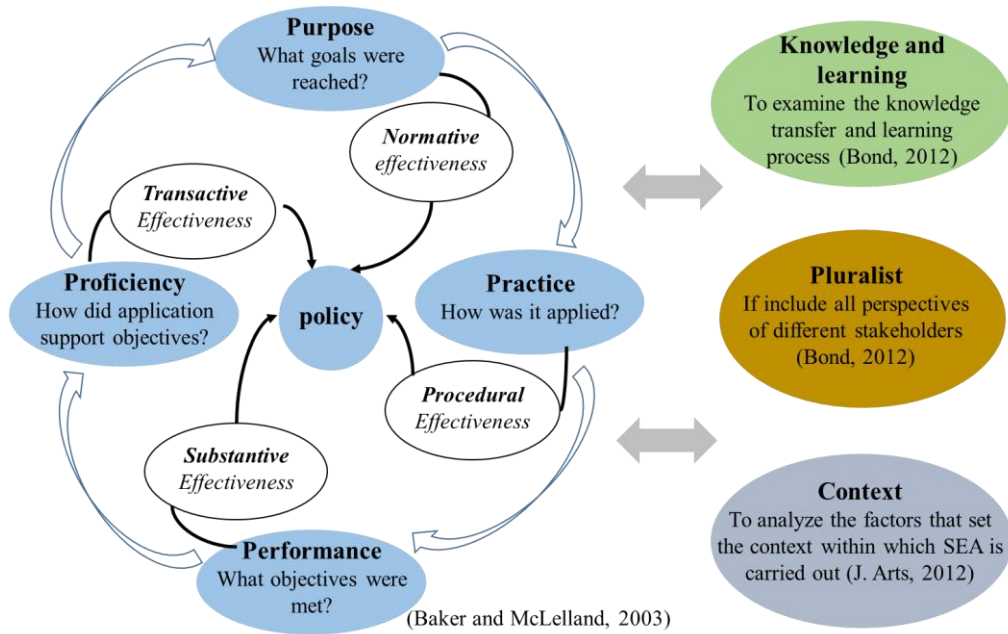 Purpose
What goals were
reached?
Normative
effectiveness
Transactive
Effectiveness
Proficiency
How did application
support objectives?
policy
Practice
How was it applied?
Procedural
Effectiveness
Substantive
Effectiveness
Performance
What objectives were
met?
(Baker and McLelland, 2003)
Knowledge and
learning
To examine the knowledge
transfer and learning
process (Bond, 2012)
Pluralist
If include all perspectives
of different stakeholders
(Bond, 2012)
Context
To analyze the factors that set
the context within which SEA is
carried out (J. Arts, 2012)